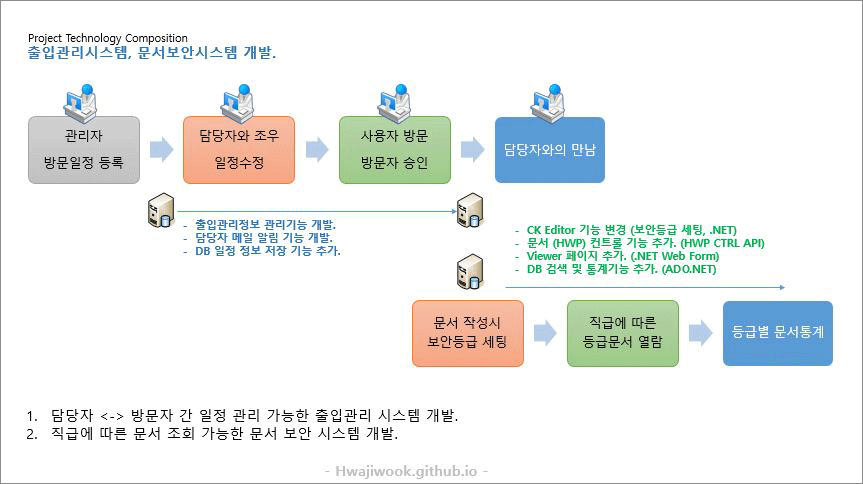 Project Technology Composition
출입관리시스템, 문서보안시스템 개발.
관리자
방문일정 등록
담당자와 조우
일정수정
사용자 방문
방문자 승인
담당자와의 만남
- 출입관리정보 관리기능 개발.
- 담당자 메일 알림 기능 개발.
- DB 일정 정보 저장 기능 추가.
- CK Editor 기능 변경 (보안등급 세팅, .NET)
- 문서 (HWP) 컨트롤 기능 추가. (HWP CTRL API)
- Viewer 페이지 추가. (.NET Web Form)
- DB 검색 및 통계기능 추가. (ADO.NET)
문서 작성시
보안등급 세팅
직급에 따른
등급문서 열람
등급별 문서통계
1. 담당자 <-> 방문자 간 일정 관리 가능한 출입관리 시스템 개발.
2. 직급에 따른 문서 조회 가능한 문서 보안 시스템 개발.
- Hwajiwook.github.io -